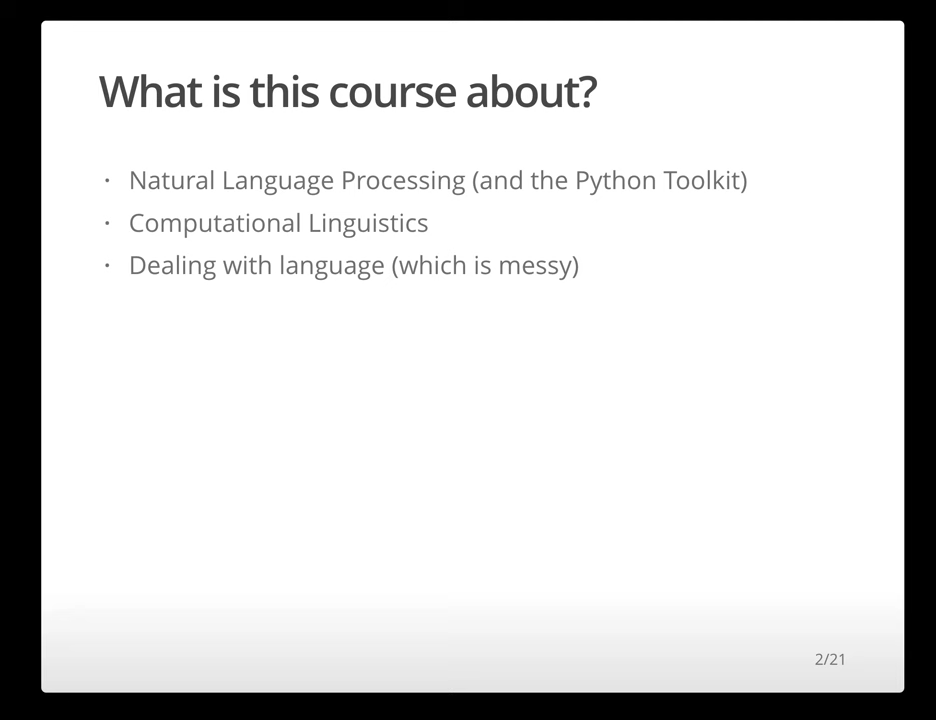 What is this course about?
· Natural Language Processing (and the Python Toolkit)
· Computational Linguistics
· Dealing with language (which is messy)
2/21